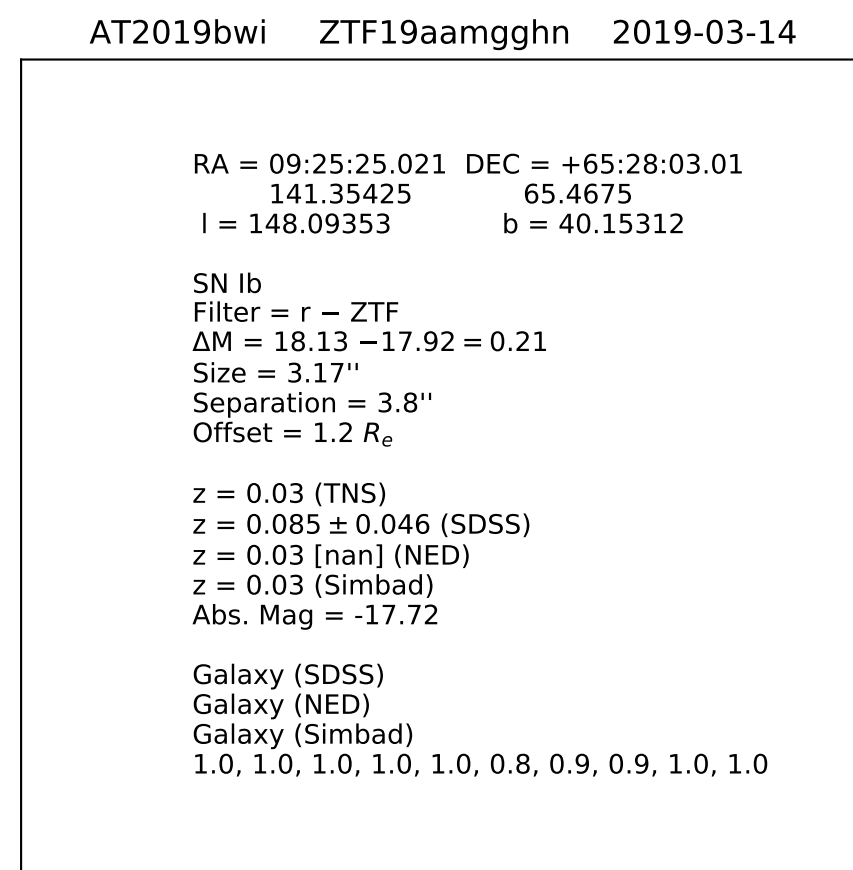 AT2019bwi ZTF19aamgghn 2019-03-14
RA = 09:25:25.021 DEC = +65:28:03.01
141.35425 65.4675
l = 148.09353 b = 40.15312
SN Ib
Filter = r − ZTF
ΔM = 18.13 −17.92 = 0.21
Size = 3.17''
Separation = 3.8''
Offset = 1.2 Rₑ
z = 0.03 (TNS)
z = 0.085 ± 0.046 (SDSS)
z = 0.03 [nan] (NED)
z = 0.03 (Simbad)
Abs. Mag = -17.72
Galaxy (SDSS)
Galaxy (NED)
Galaxy (Simbad)
1.0, 1.0, 1.0, 1.0, 1.0, 0.8, 0.9, 0.9, 1.0, 1.0